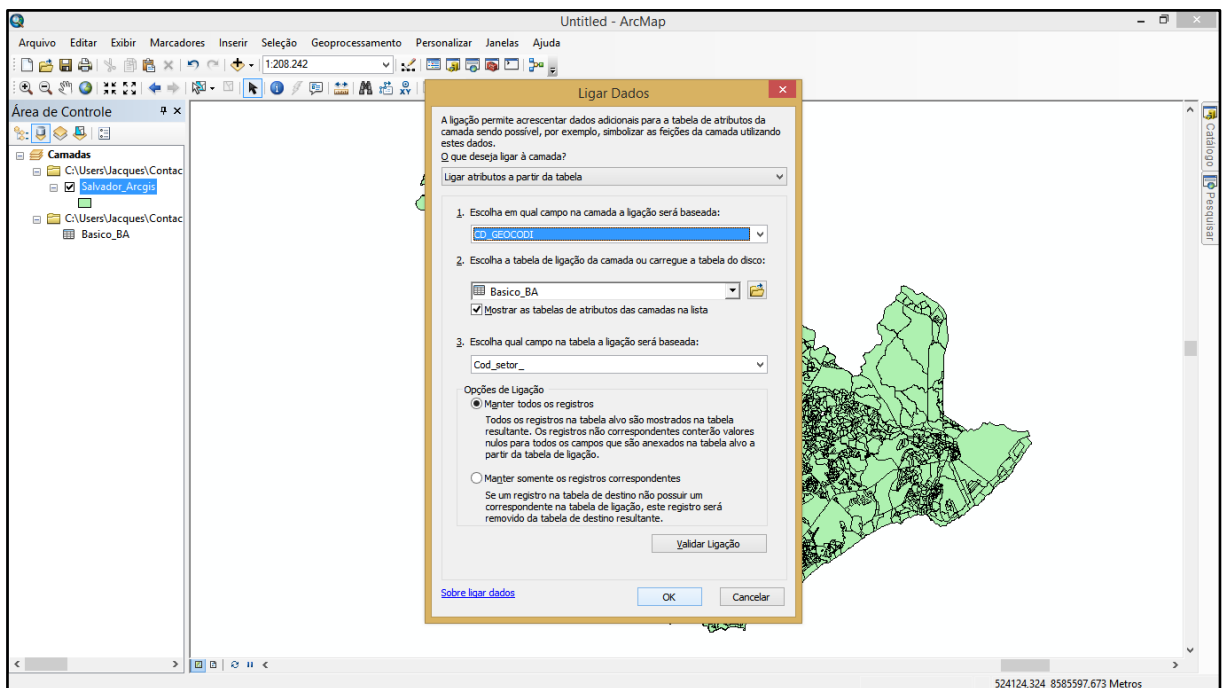 Untitled - ArcMap
Arquivo Editar Exibir Marcadores Inserir Seleção Geoprocessamento Personalizar Janelas Ajuda
1:208.242
Área de Controle
Camadas
C:\Users\Jacques\Contac
Salvador_Arcgis
C:\Users\Jacques\Contac
Basico_BA
Ligar Dados
A ligação permite acrescentar dados adicionais para a tabela de atributos da
camada sendo possível, por exemplo, simbolizar as feições da camada utilizando
estes dados.
O que deseja ligar à camada?
Ligar atributos a partir da tabela
1. Escolha em qual campo na camada a ligação será baseada:
CD_GEOCODI
2. Escolha a tabela de ligação da camada ou carregue a tabela do disco:
Basico_BA
Mostrar as tabelas de atributos das camadas na lista
3. Escolha qual campo na tabela a ligação será baseada:
Cod_setor_
Opções de Ligação
Manter todos os registros
Todos os registros na tabela alvo são mostrados na tabela
resultante. Os registros não correspondentes conterão valores
nulos para todos os campos que são anexados na tabela alvo a
partir da tabela de ligação.
Manter somente os registros correspondentes
Se um registro na tabela de destino não possuir um
correspondente na tabela de ligação, este registro será
removido da tabela de destino resultante.
Validar Ligação
Sobre ligar dados
OK
Cancelar
Catálogo
Pesquisar
524124,324 8585597,673 Metros